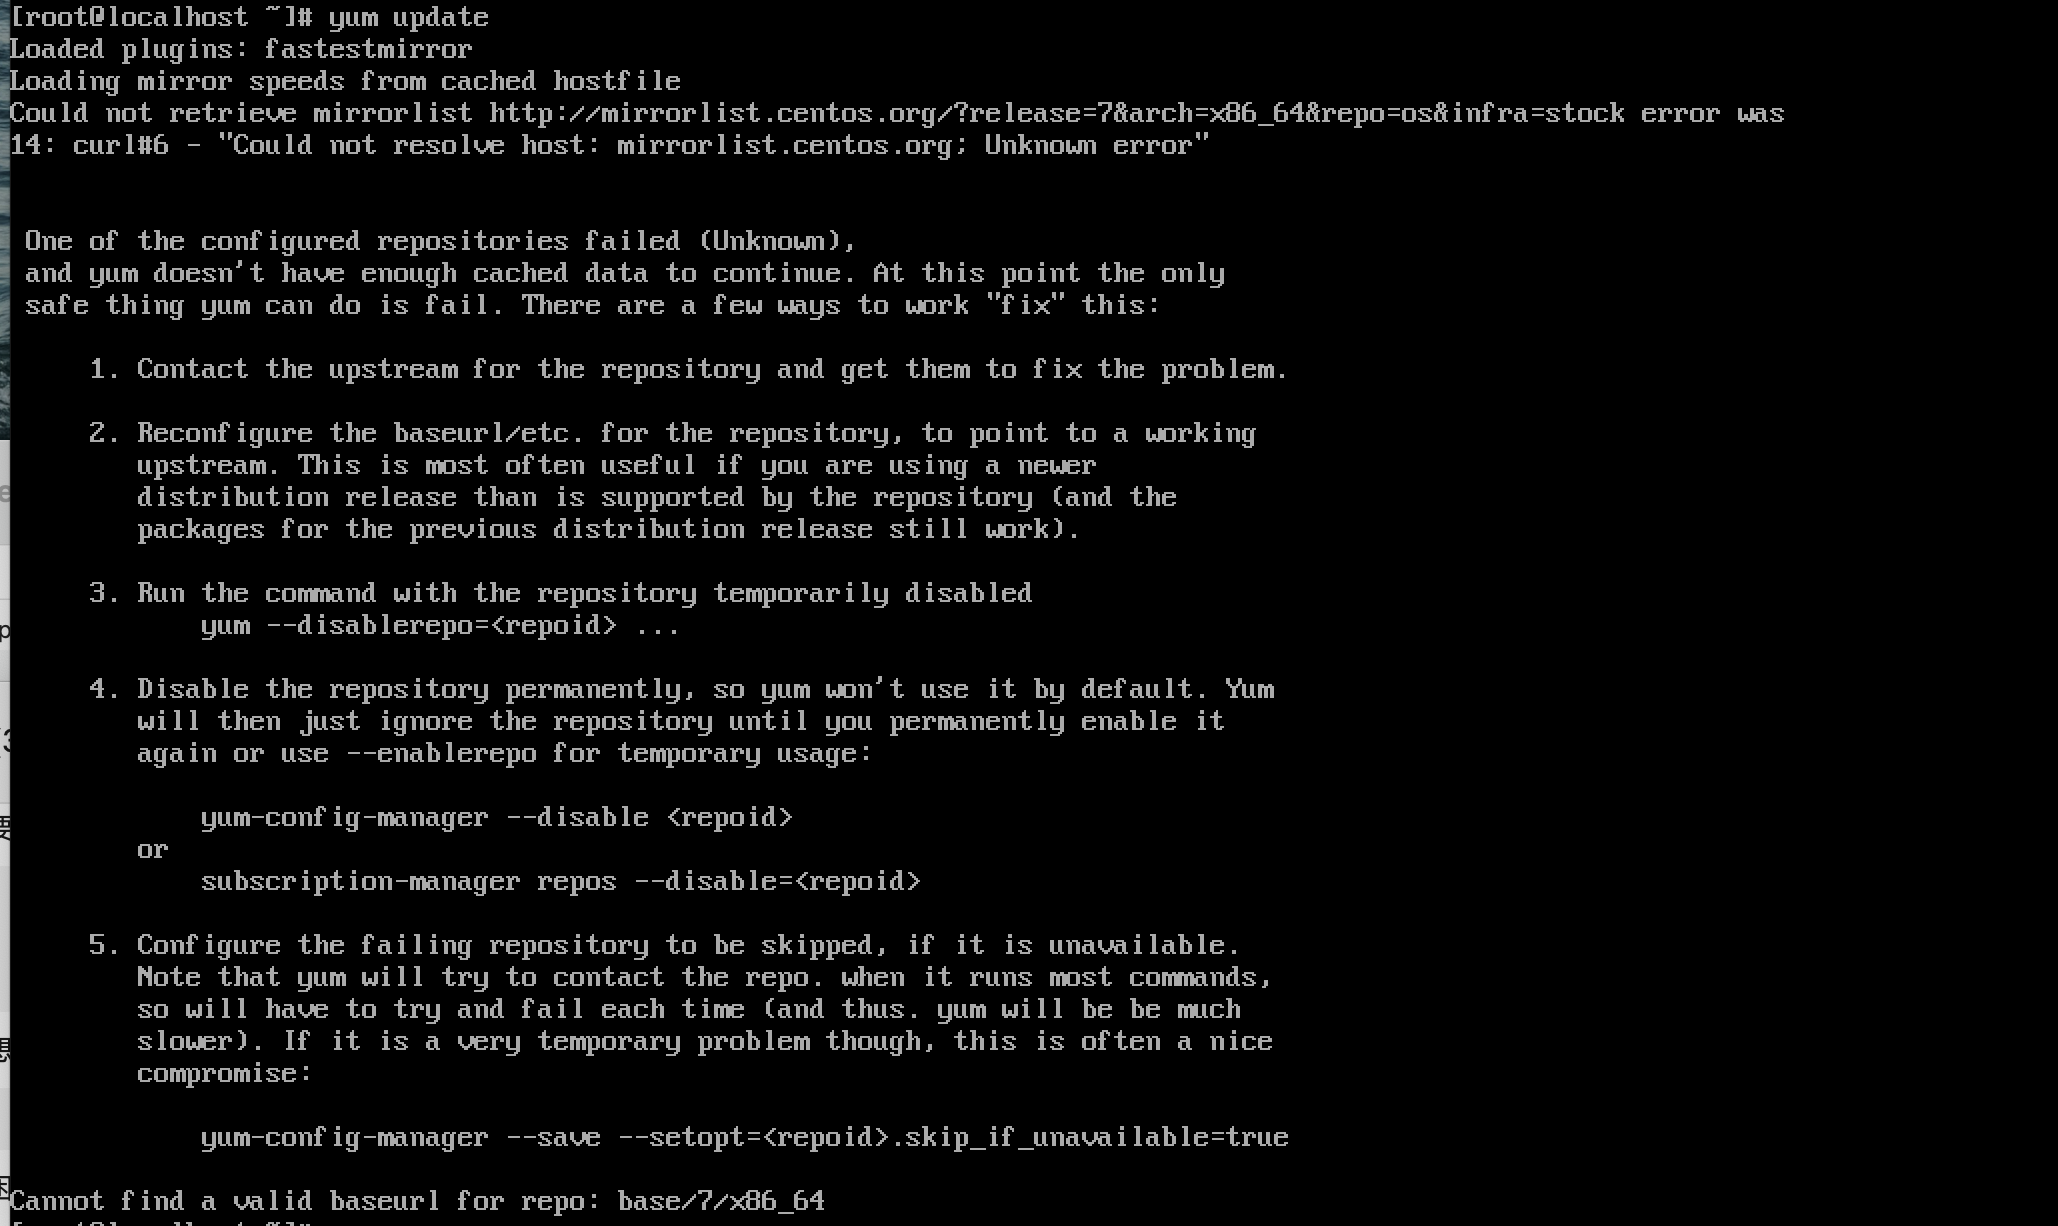 [root@localhost ~]# yum update
Loaded plugins: fastestmirror
Loading mirror speeds from cached hostfile
Could not retrieve mirrorlist http://mirrorlist.centos.org/?release=7&arch=x86_64&repo=os&infra=stock error was
14: curl#6 - "Could not resolve host: mirrorlist.centos.org; Unknown error"
One of the configured repositories failed (Unknown),
and yum doesn't have enough cached data to continue. At this point the only
safe thing yum can do is fail. There are a few ways to work "fix" this:
1. Contact the upstream for the repository and get them to fix the problem.
2. Reconfigure the baseurl/etc. for the repository, to point to a working
upstream. This is most often useful if you are using a newer
distribution release than is supported by the repository (and the
packages for the previous distribution release still work).
3. Run the command with the repository temporarily disabled
yum --disablerepo=<repoid> ...
4. Disable the repository permanently, so yum won't use it by default. Yum
will then just ignore the repository until you permanently enable it
again or use --enablerepo for temporary usage:
yum-config-manager --disable <repoid>
or
subscription-manager repos --disable=<repoid>
5. Configure the failing repository to be skipped, if it is unavailable.
Note that yum will try to contact the repo. when it runs most commands,
so will have to try and fail each time (and thus. yum will be be much
slower). If it is a very temporary problem though, this is often a nice
compromise:
yum-config-manager --save --setopt=<repoid>.skip_if_unavailable=true
Cannot find a valid baseurl for repo: base/7/x86_64